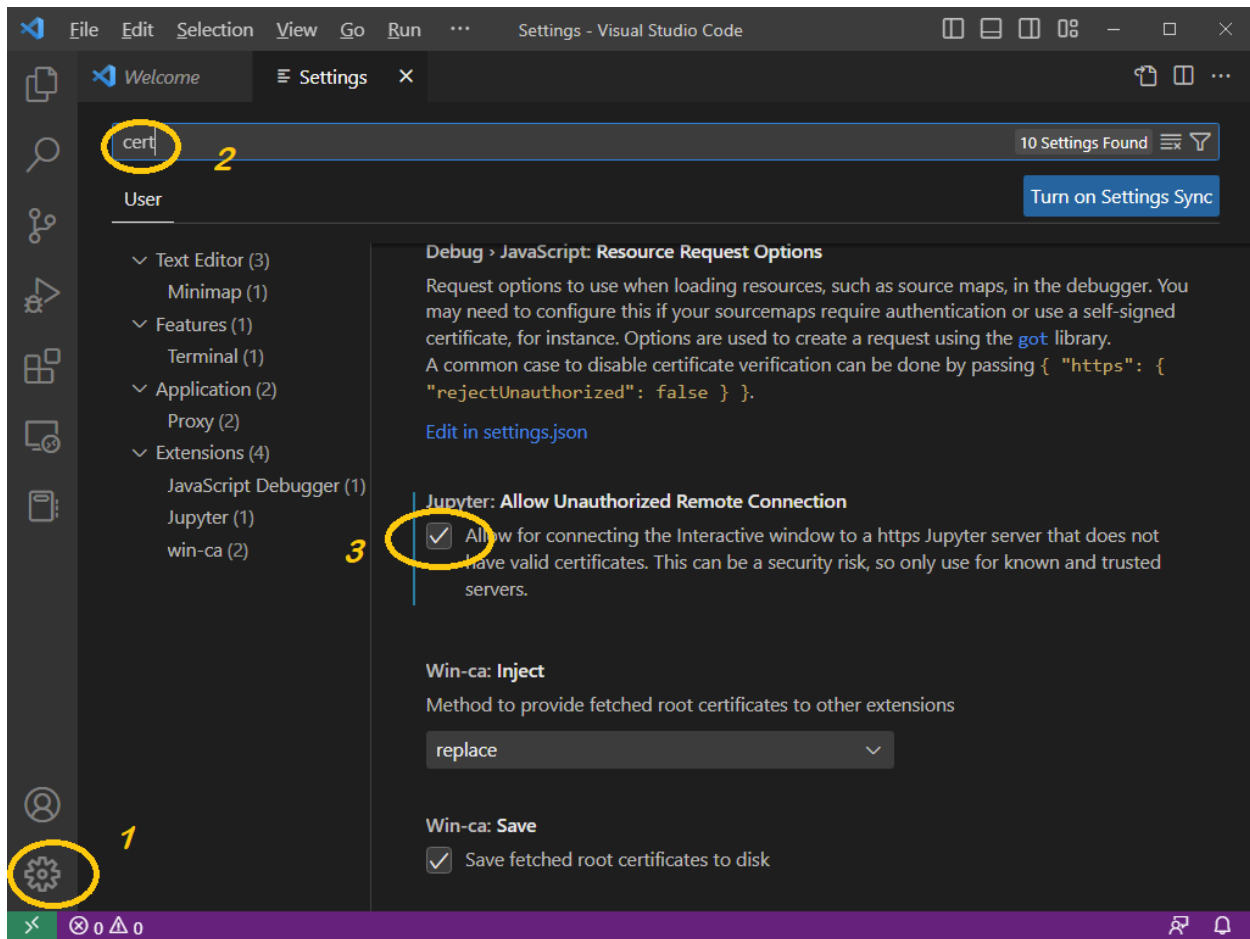 File Edit Selection View Go Run ··· Settings - Visual Studio Code
Welcome Settings
cert 10 Settings Found
2
User Turn on Settings Sync
Text Editor (3)
Minimap (1)
Features (1)
Terminal (1)
Application (2)
Proxy (2)
Extensions (4)
JavaScript Debugger (1)
Jupyter (1)
win-ca (2)
Debug › JavaScript: Resource Request Options
Request options to use when loading resources, such as source maps, in the debugger. You
may need to configure this if your sourcemaps require authentication or use a self-signed
certificate, for instance. Options are used to create a request using the got library.
A common case to disable certificate verification can be done by passing { "https": {
"rejectUnauthorized": false } }.
Edit in settings.json
Jupyter: Allow Unauthorized Remote Connection
3
Allow for connecting the Interactive window to a https Jupyter server that does not
have valid certificates. This can be a security risk, so only use for known and trusted
servers.
Win-ca: Inject
Method to provide fetched root certificates to other extensions
replace
Win-ca: Save
Save fetched root certificates to disk
1
0 0